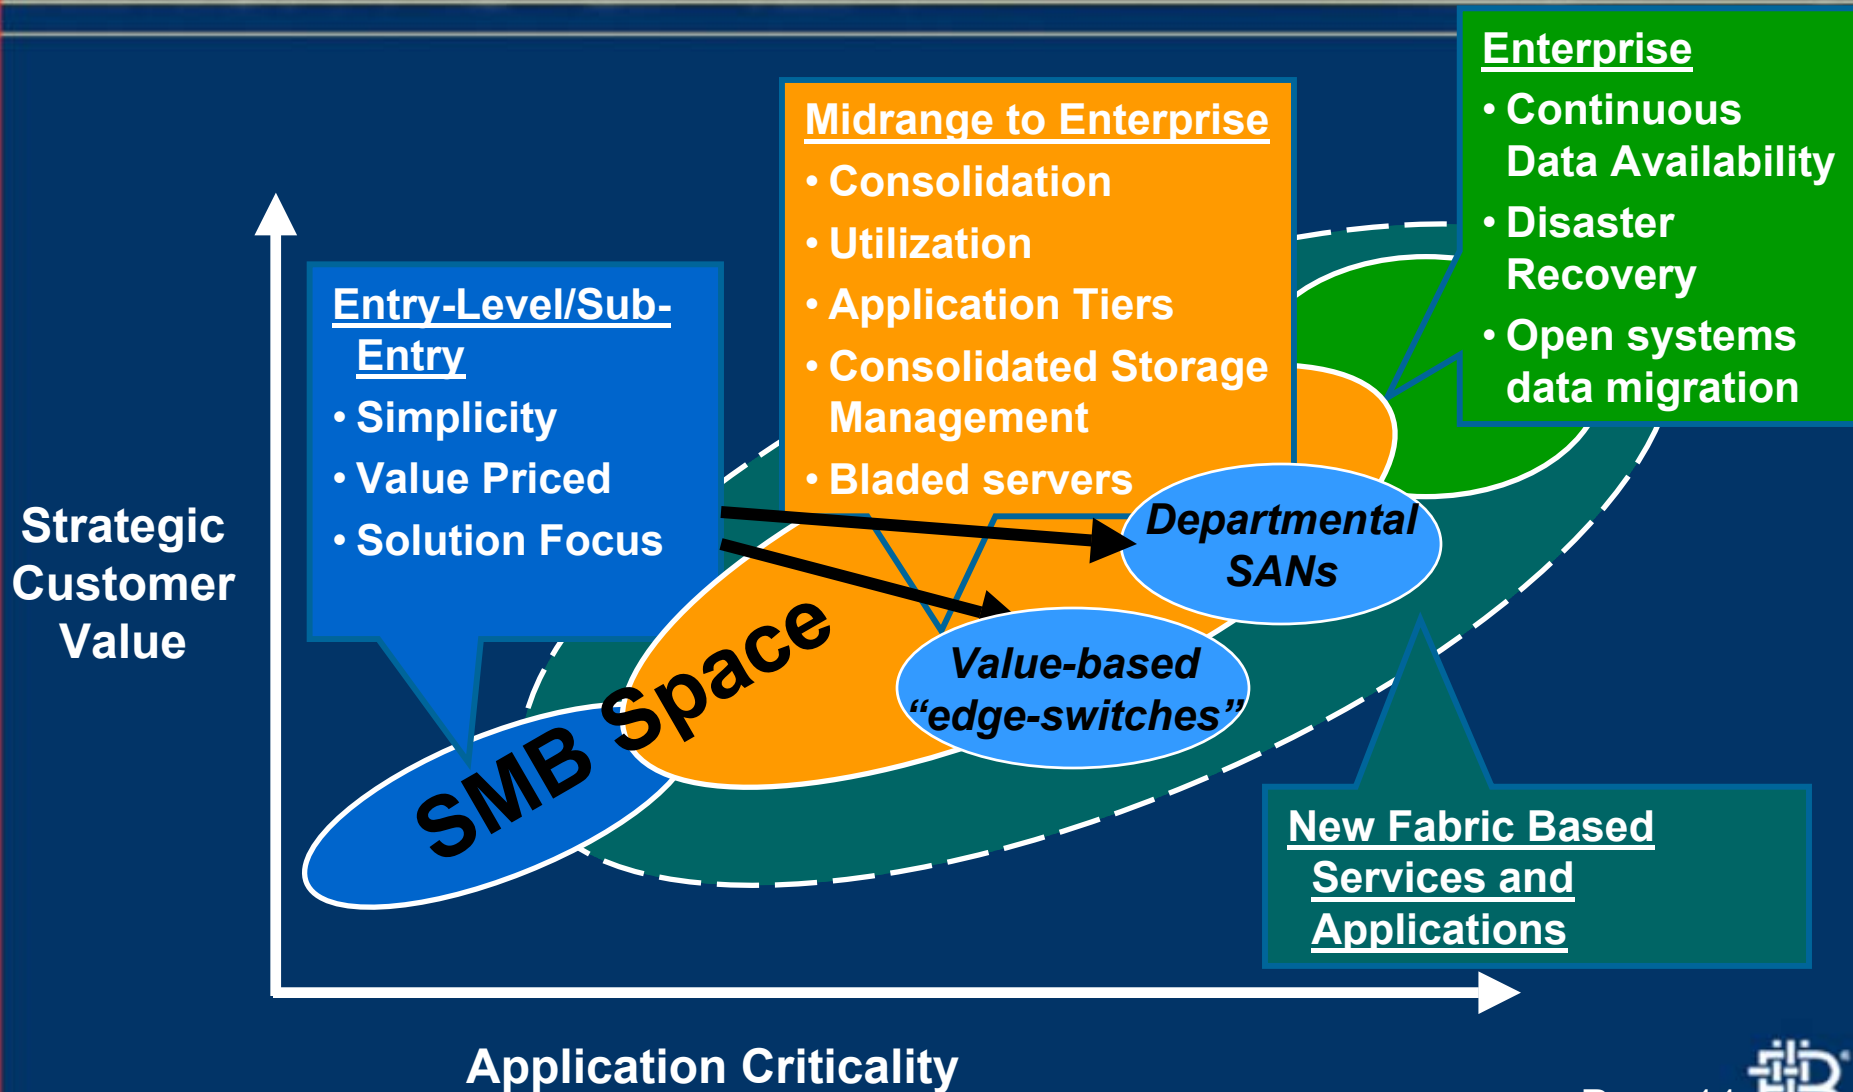 Enterprise
• Continuous
Data Availability
• Disaster
Recovery
• Open systems
data migration
Midrange to Enterprise
• Consolidation
• Utilization
• Application Tiers
• Consolidated Storage
Management
• Bladed servers
Entry-Level/Sub-
Entry
• Simplicity
• Value Priced
• Solution Focus
Strategic
Customer
Value
Departmental
SANs
Value-based
“edge-switches”
SMB Space
New Fabric Based
Services and
Applications
Application Criticality